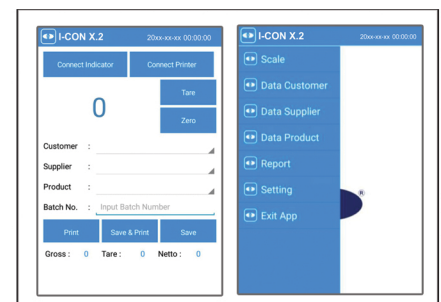 I-CON X.2 20xx-xx-xx 00:00:00
Connect Indicator Connect Printer
0
Tare
Zero
Customer :
Supplier :
Product :
Batch No. : Input Batch Number
Print Save & Print Save
Gross : 0 Tare : 0 Netto : 0
I-CON X.2 20xx-xx-xx 00:00:00
Scale
Data Customer
Data Supplier
Data Product
Report
Setting
Exit App
®